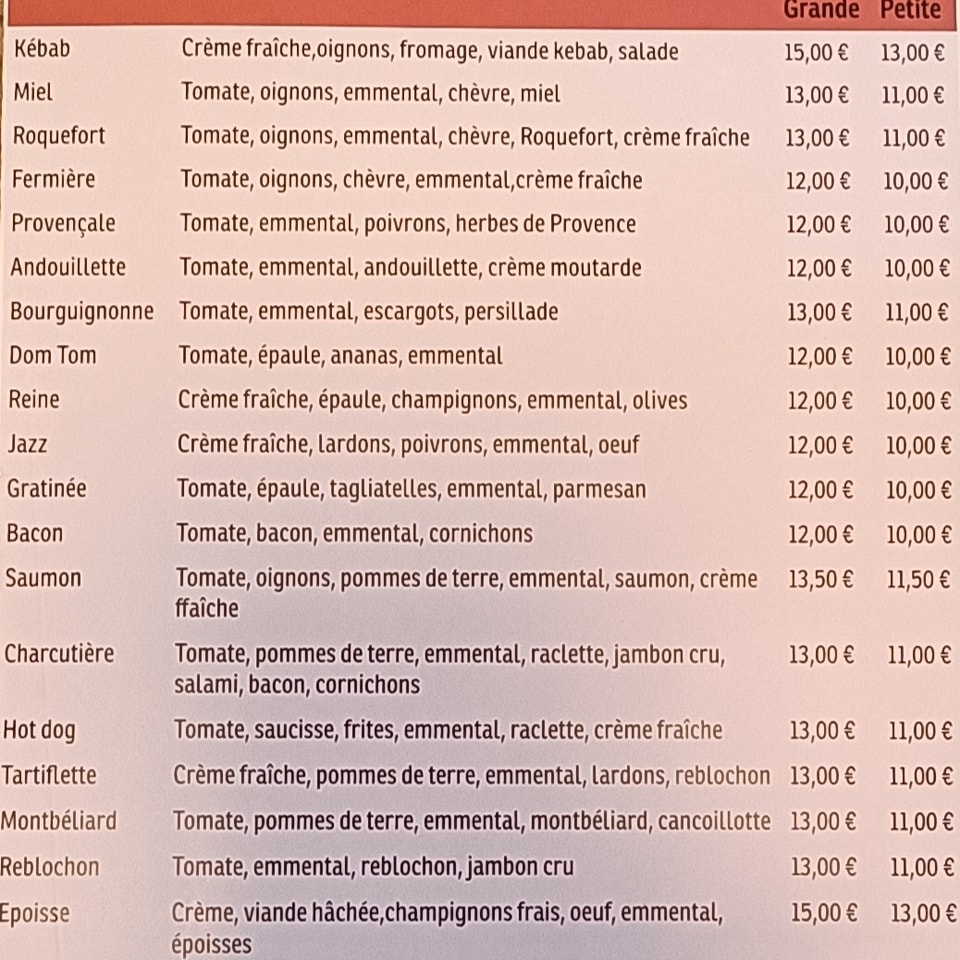 Grande Petite
Kébab Crème fraîche,oignons, fromage, viande kebab, salade 15,00 € 13,00 €
Miel Tomate, oignons, emmental, chèvre, miel 13,00 € 11,00 €
Roquefort Tomate, oignons, emmental, chèvre, Roquefort, crème fraîche 13,00 € 11,00 €
Fermière Tomate, oignons, chèvre, emmental,crème fraîche 12,00 € 10,00 €
Provençale Tomate, emmental, poivrons, herbes de Provence 12,00 € 10,00 €
Andouillette Tomate, emmental, andouillette, crème moutarde 12,00 € 10,00 €
Bourguignonne Tomate, emmental, escargots, persillade 13,00 € 11,00 €
Dom Tom Tomate, épaule, ananas, emmental 12,00 € 10,00 €
Reine Crème fraîche, épaule, champignons, emmental, olives 12,00 € 10,00 €
Jazz Crème fraîche, lardons, poivrons, emmental, oeuf 12,00 € 10,00 €
Gratinée Tomate, épaule, tagliatelles, emmental, parmesan 12,00 € 10,00 €
Bacon Tomate, bacon, emmental, cornichons 12,00 € 10,00 €
Saumon Tomate, oignons, pommes de terre, emmental, saumon, crème 13,50 € 11,50 €
ffaîche
Charcutière Tomate, pommes de terre, emmental, raclette, jambon cru, 13,00 € 11,00 €
salami, bacon, cornichons
Hot dog Tomate, saucisse, frites, emmental, raclette, crème fraîche 13,00 € 11,00 €
Tartiflette Crème fraîche, pommes de terre, emmental, lardons, reblochon 13,00 € 11,00 €
Montbéliard Tomate, pommes de terre, emmental, montbéliard, cancoillotte 13,00 € 11,00 €
Reblochon Tomate, emmental, reblochon, jambon cru 13,00 € 11,00 €
Epoisse Crème, viande hâchée,champignons frais, oeuf, emmental, 15,00 € 13,00 €
époisses